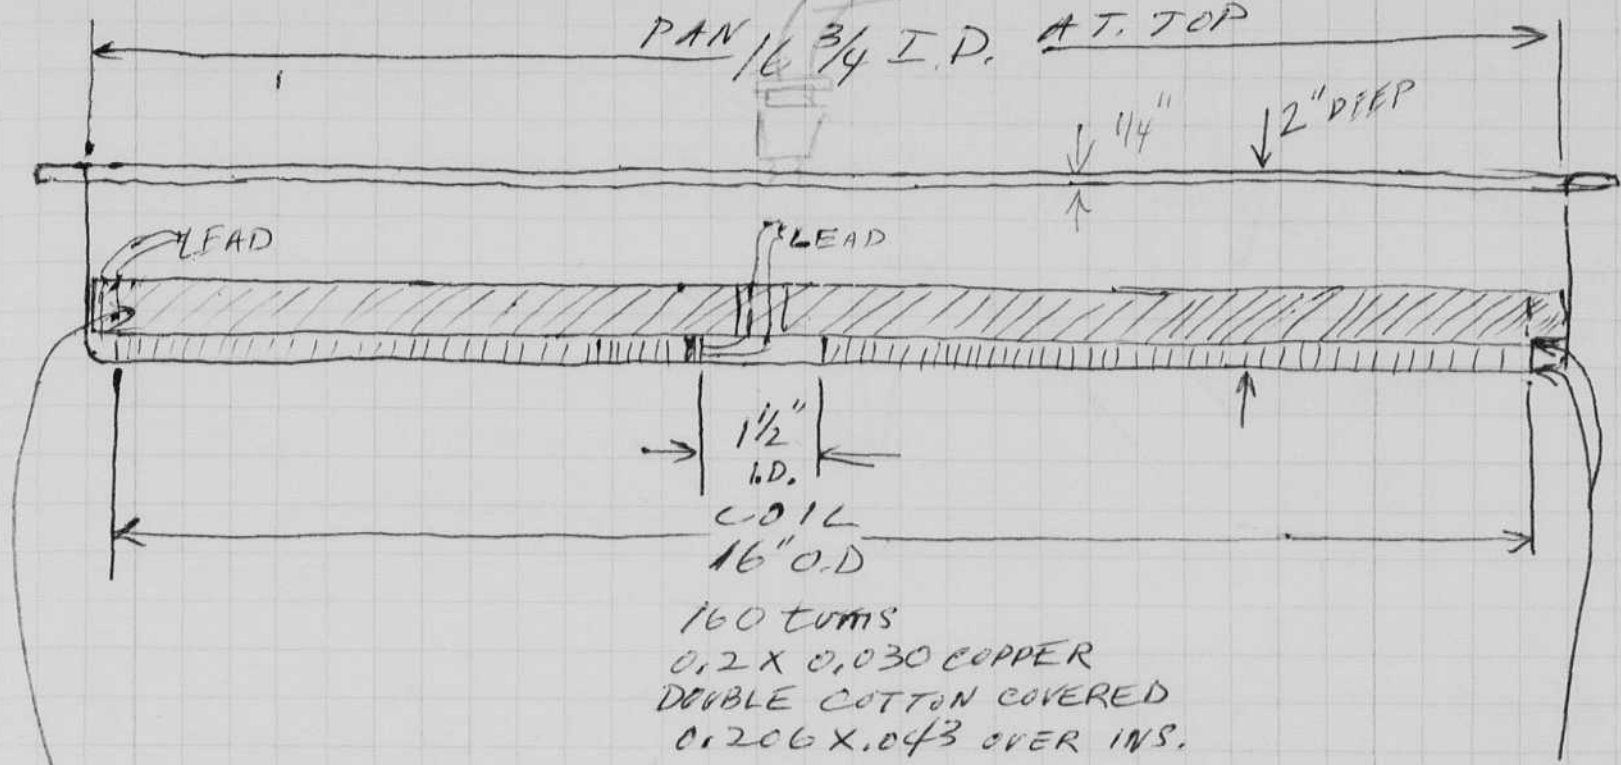 PAN 16 3/4 I.D. AT. TOP
1/4"
2" DEEP
LEAD
LEAD
1 1/2"
I.D.
COIL
16" O.D
160 turns
0.2 X 0.030 COPPER
DOUBLE COTTON COVERED
0.206 X .043 OVER INS.